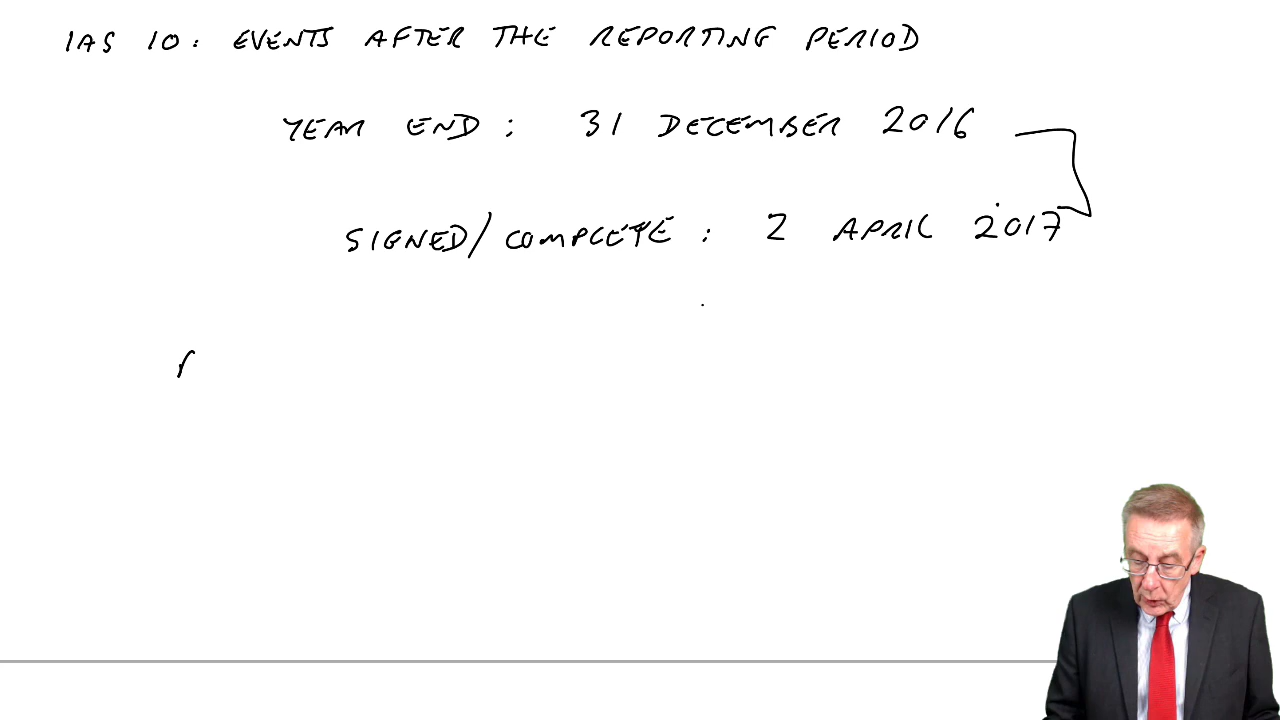 IAS 10: EVENTS AFTER THE REPORTING PERIOD
YEAR END : 31 DECEMBER 2016
SIGNED/COMPLETE : 2 APRIL 2017